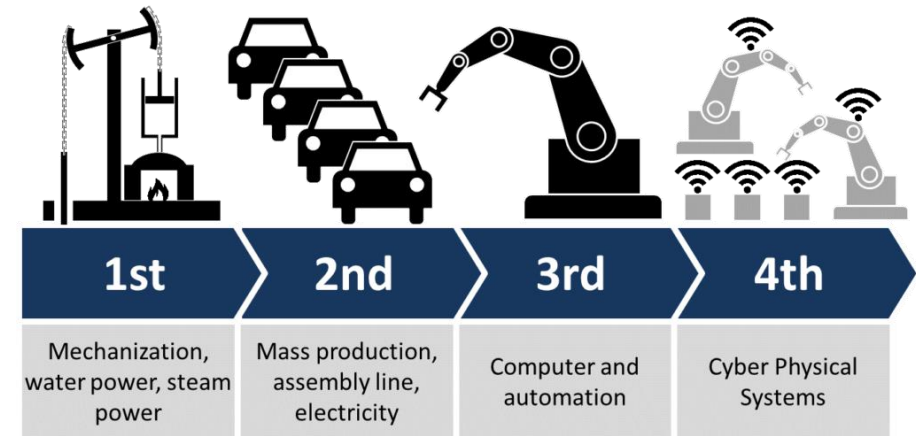 1st
2nd
3rd
4th
Mechanization,
water power, steam
power
Mass production,
assembly line,
electricity
Computer and
automation
Cyber Physical
Systems